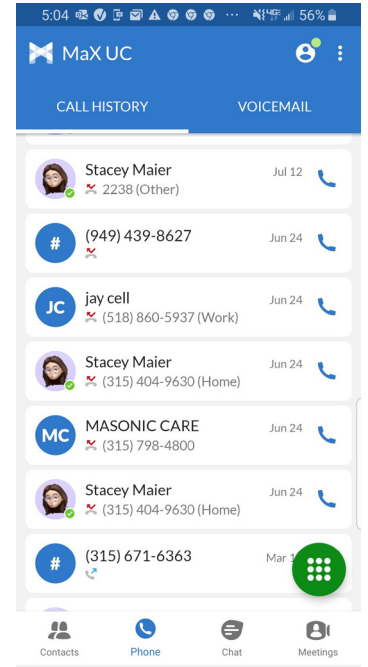 5:04 56%
MaX UC
CALL HISTORY VOICEMAIL
Stacey Maier Jul 12
2238 (Other)
# (949) 439-8627 Jun 24
JC jay cell Jun 24
(518) 860-5937 (Work)
Stacey Maier Jun 24
(315) 404-9630 (Home)
MC MASONIC CARE Jun 24
(315) 798-4800
Stacey Maier Jun 24
(315) 404-9630 (Home)
# (315) 671-6363 Mar
Contacts Phone Chat Meetings